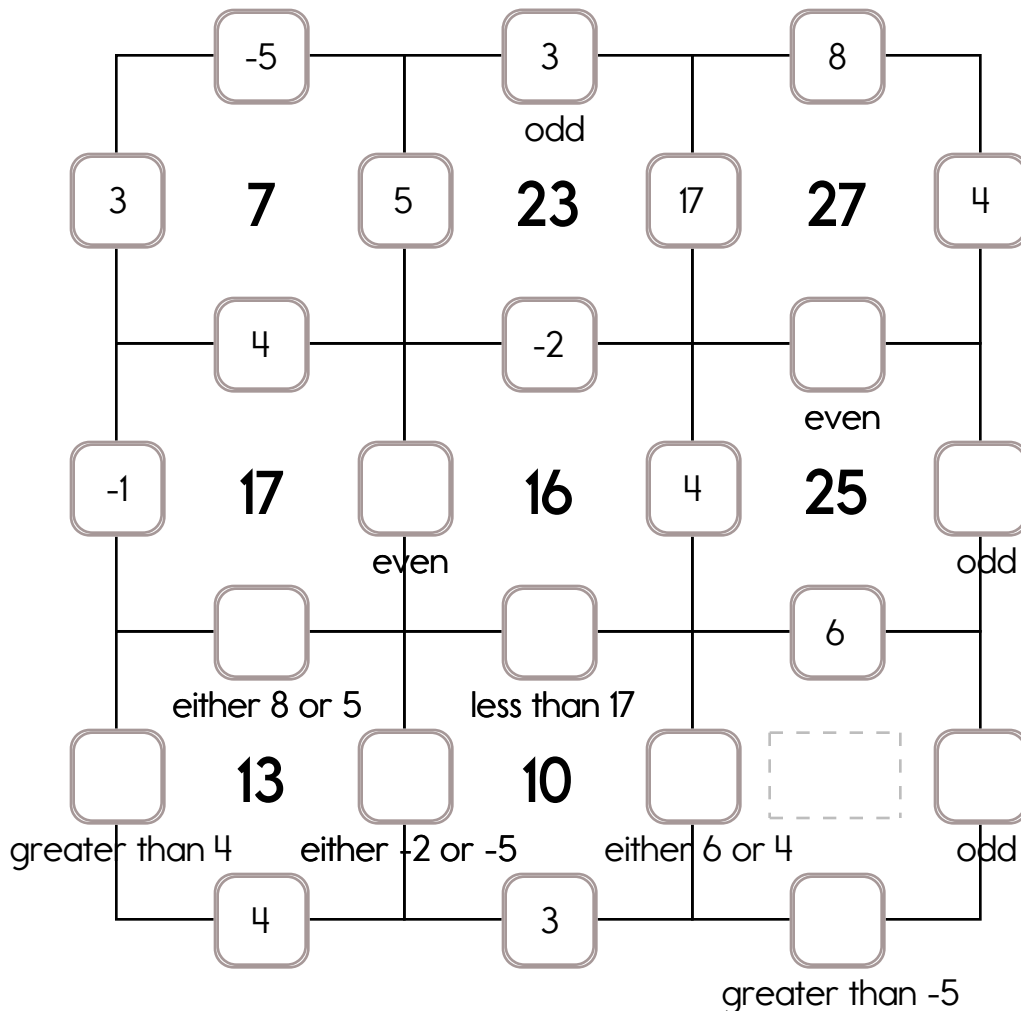 -5 3 8
odd
3 7 5 23 17 27 4
4 -2
even
-1 17 16 4 25
even odd
6
either 8 or 5 less than 17
13 10
greater than 4 either -2 or -5 either 6 or 4 odd
4 3
greater than -5